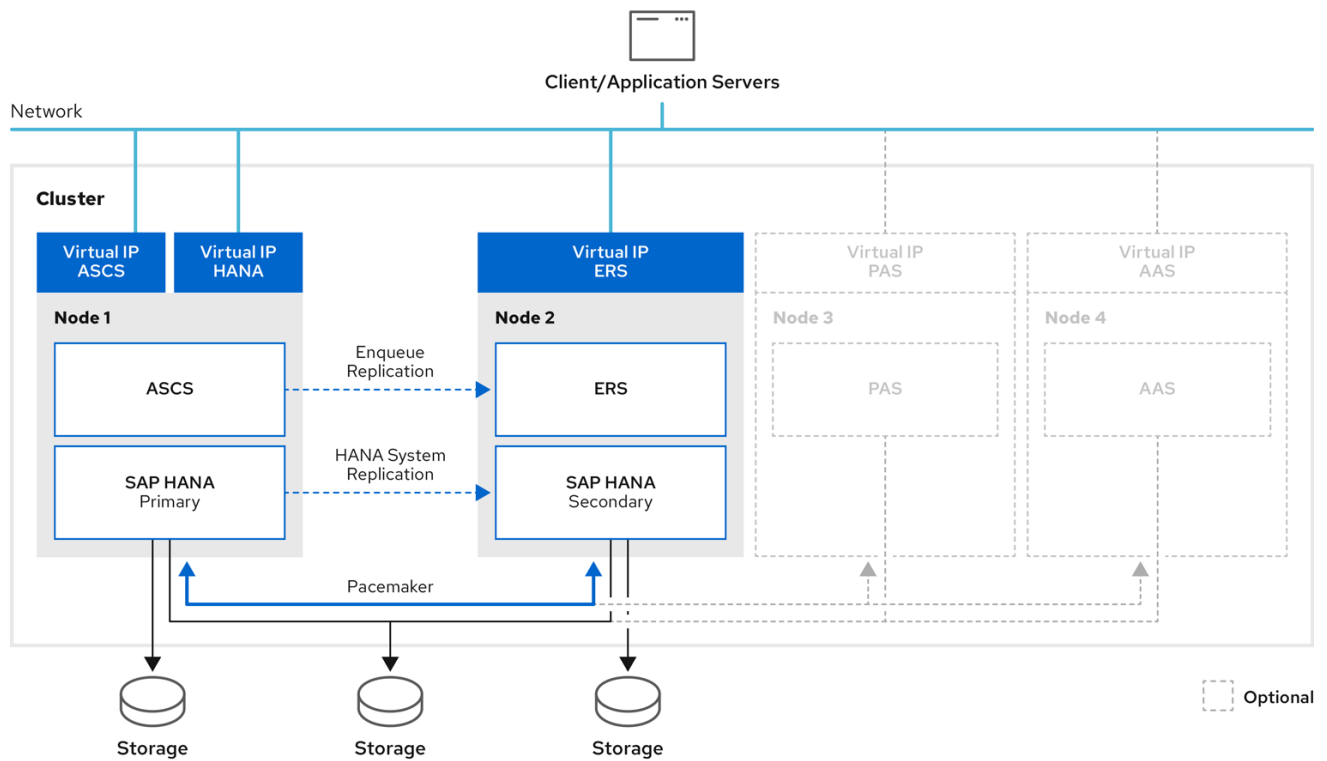 Client/Application Servers
Network
Cluster
Virtual IP
ASCS
Virtual IP
HANA
Virtual IP
ERS
Virtual IP
PAS
Virtual IP
AAS
Node 1
Node 2
Node 3
Node 4
ASCS
Enqueue
Replication
ERS
PAS
AAS
SAP HANA
Primary
HANA System
Replication
SAP HANA
Secondary
Pacemaker
Storage
Storage
Storage
Optional